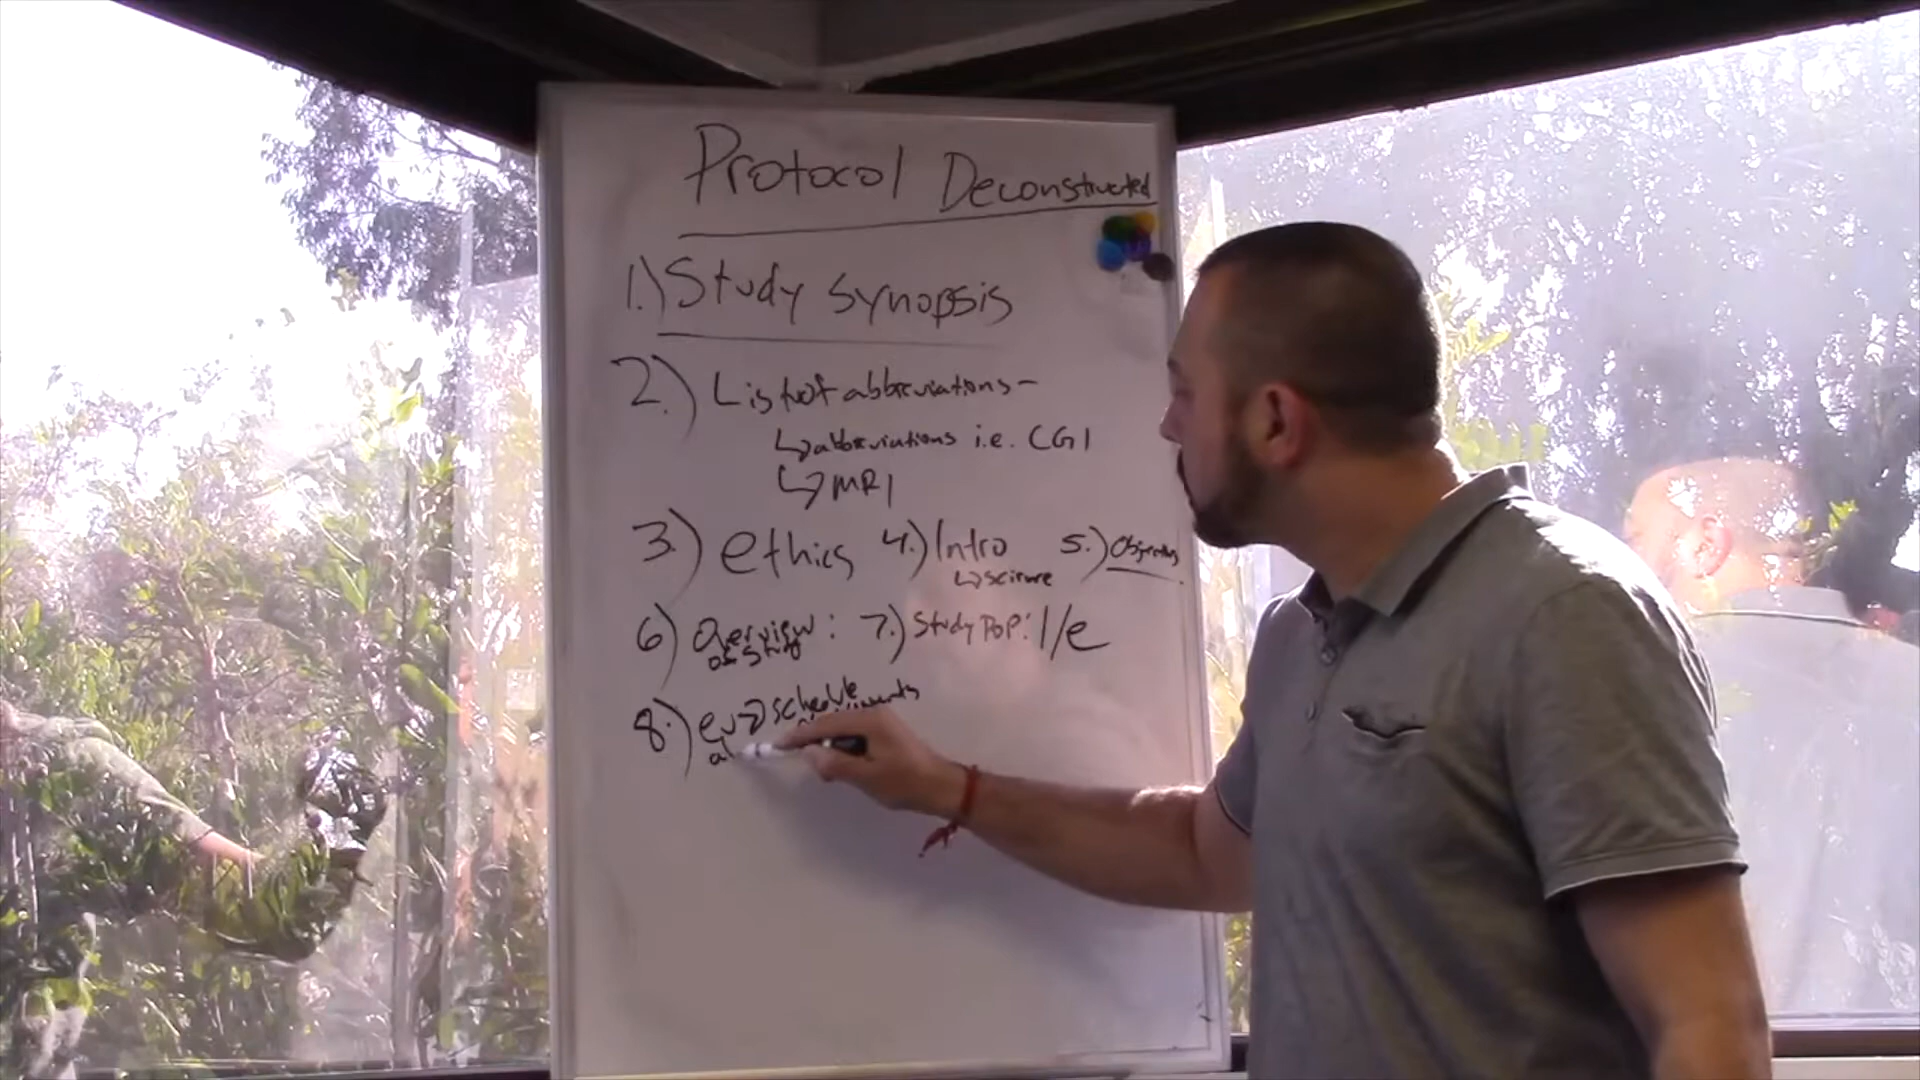 Protocol Deconstructed
1.) Study Synopsis
2.) List of abbreviations -
↳ abbreviations i.e. CGI
↳ MRI
3.) ethics 4.) Intro 5.) Objectives
↳ science
6) Overview : 7.) Study POP: I/e
of study
8.) ev → schedule